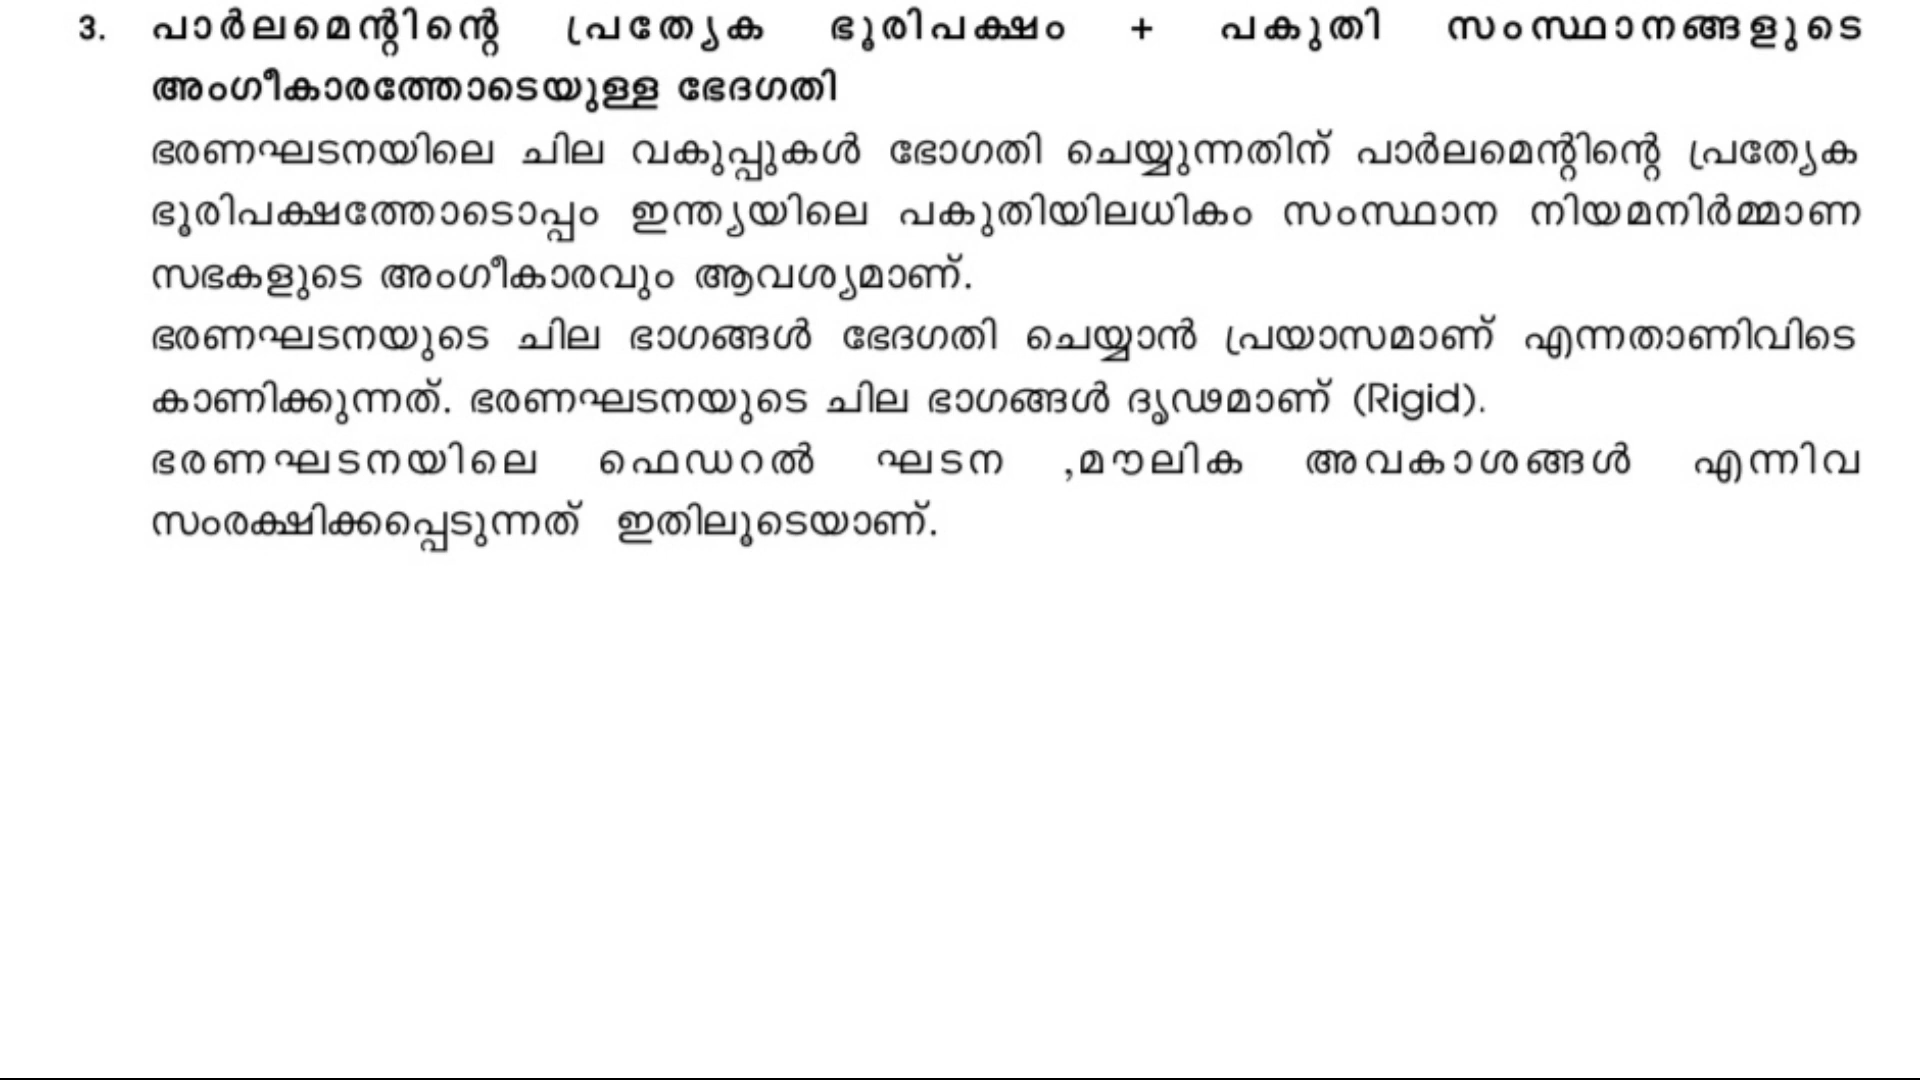 3. പാർലമെന്റിന്റെ പ്രത്യേക ഭൂരിപക്ഷം + പകുതി സംസ്ഥാനങ്ങളുടെ
അംഗീകാരത്തോടെയുള്ള ഭേദഗതി
ഭരണഘടനയിലെ ചില വകുപ്പുകൾ ഭോഗതി ചെയ്യുന്നതിന് പാർലമെന്റിന്റെ പ്രത്യേക
ഭൂരിപക്ഷത്തോടൊപ്പം ഇന്ത്യയിലെ പകുതിയിലധികം സംസ്ഥാന നിയമനിർമ്മാണ
സഭകളുടെ അംഗീകാരവും ആവശ്യമാണ്.
ഭരണഘടനയുടെ ചില ഭാഗങ്ങൾ ഭേദഗതി ചെയ്യാൻ പ്രയാസമാണ് എന്നതാണിവിടെ
കാണിക്കുന്നത്. ഭരണഘടനയുടെ ചില ഭാഗങ്ങൾ ദൃഢമാണ് (Rigid).
ഭരണഘടനയിലെ ഫെഡറൽ ഘടന ,മൗലിക അവകാശങ്ങൾ എന്നിവ
സംരക്ഷിക്കപ്പെടുന്നത് ഇതിലൂടെയാണ്.